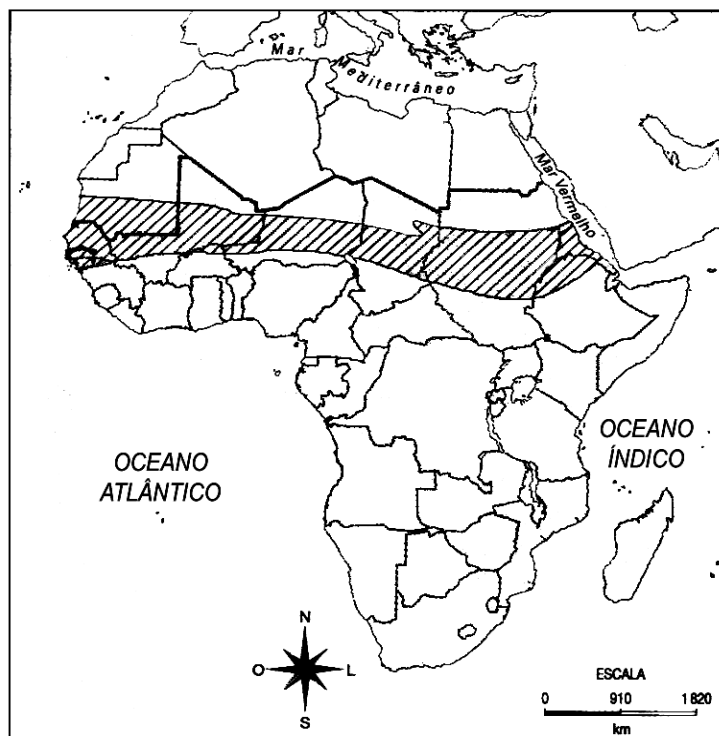 Mar
Mediterrâneo
Mar Vermelho
OCEANO
ATLÂNTICO
OCEANO
ÍNDICO
N
O
L
S
ESCALA
0 910 1 820
km